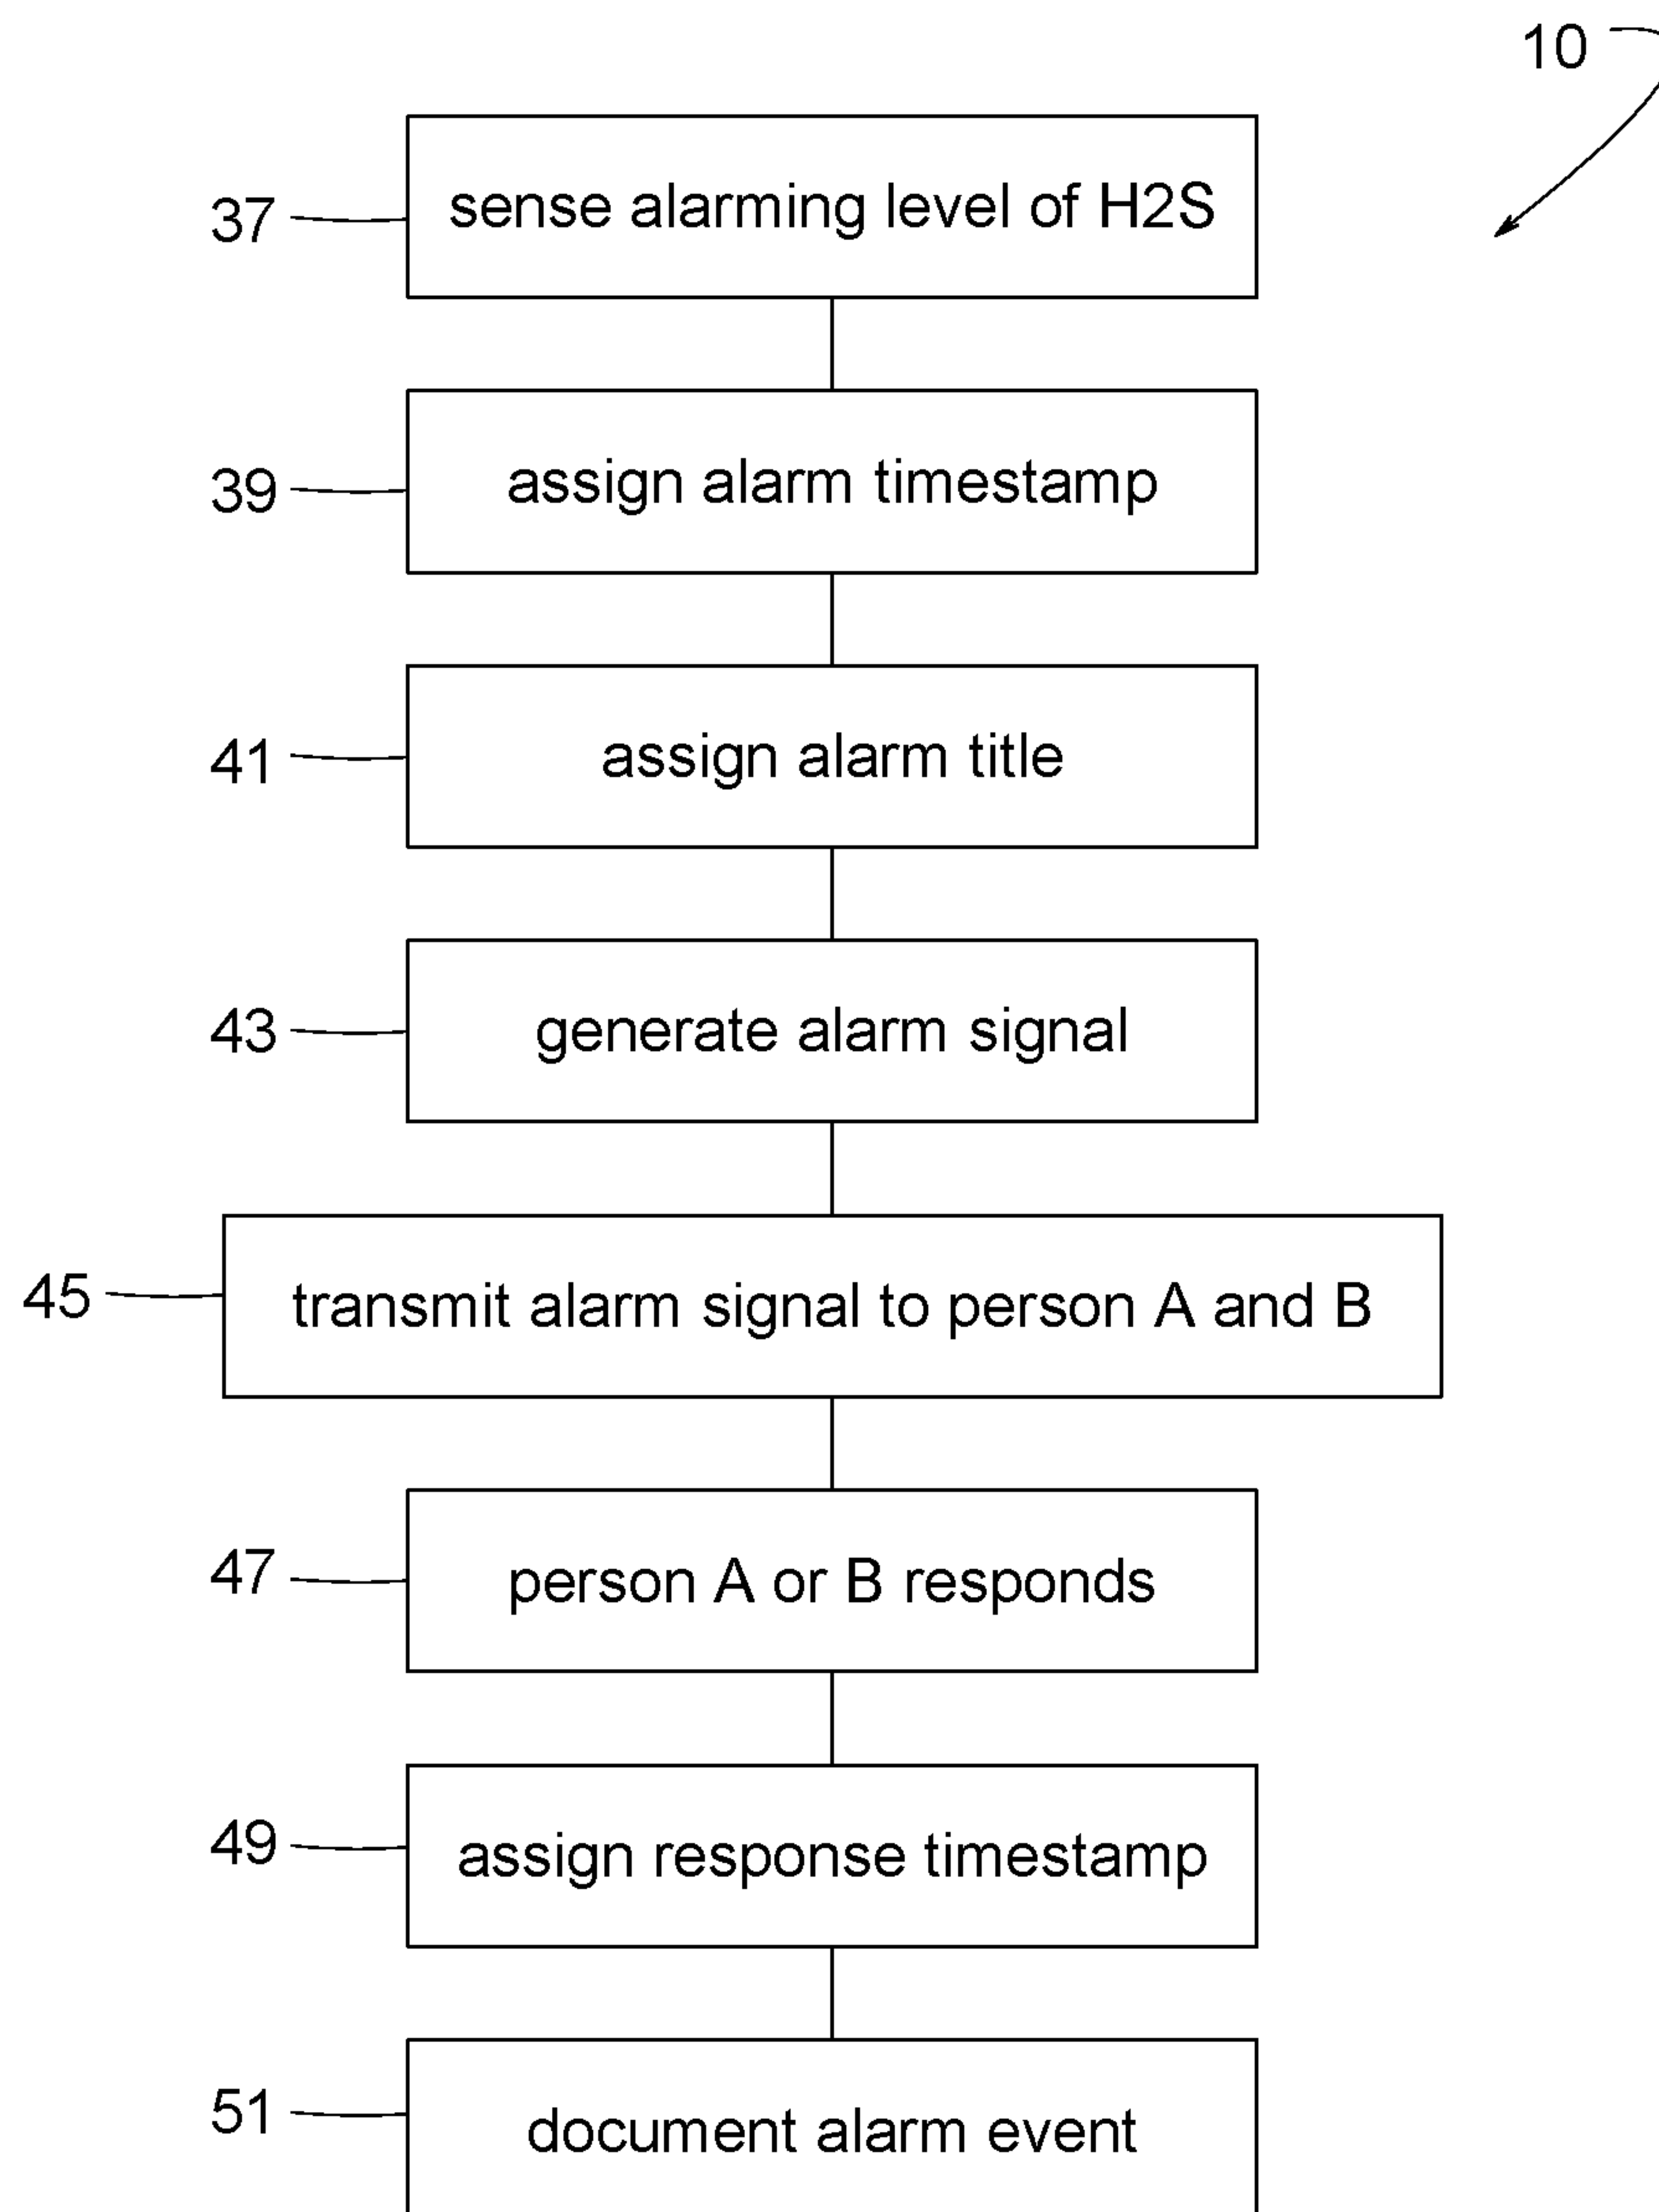 10
37 sense alarming level of H2S
39 assign alarm timestamp
41 assign alarm title
43 generate alarm signal
45 transmit alarm signal to person A and B
47 person A or B responds
49 assign response timestamp
51 document alarm event